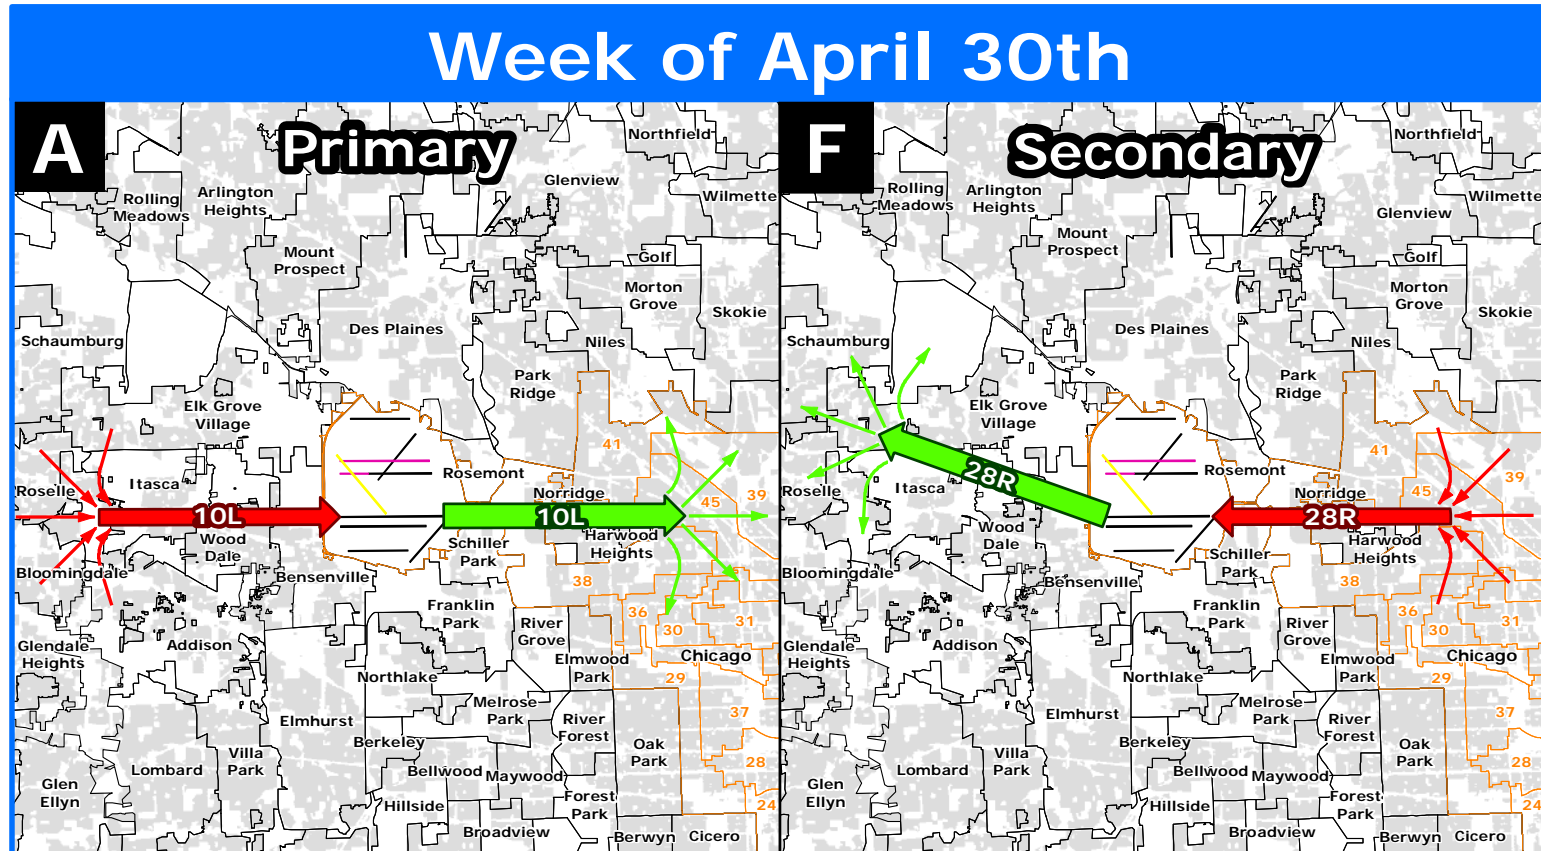 Week of April 30th
A
Primary
Northfield
Rolling
Meadows
Arlington
Heights
Glenview
Wilmette
Mount
Prospect
Golf
Morton
Grove
Skokie
Schaumburg
Des Plaines
Niles
Park
Ridge
Elk Grove
Village
41
Rosemont
Roselle
Itasca
Norridge
45
39
10L
10L
Wood
Dale
Schiller
Park
Harwood
Heights
Bloomingdale
Bensenville
38
Franklin
Park
36
River
Grove
30
31
Glendale
Heights
Addison
Elmwood
Park
Chicago
Northlake
29
Melrose
Park
Elmhurst
River
Forest
37
Berkeley
Oak
Park
Villa
Park
Lombard
Bellwood
Maywood
28
Glen
Ellyn
Hillside
Forest
Park
24
Broadview
Berwyn
Cicero
F
Secondary
Northfield
Rolling
Meadows
Arlington
Heights
Wilmette
Glenview
Mount
Prospect
Golf
Morton
Grove
Skokie
Schaumburg
Des Plaines
Niles
Park
Ridge
Elk Grove
Village
41
Rosemont
28R
Roselle
Itasca
Norridge
45
39
28R
Wood
Dale
Schiller
Park
Harwood
Heights
Bloomingdale
Bensenville
38
Franklin
Park
36
River
Grove
30
31
Glendale
Heights
Addison
Elmwood
Park
Chicago
Northlake
29
Melrose
Park
Elmhurst
River
Forest
37
Berkeley
Oak
Park
Villa
Park
Lombard
Bellwood
Maywood
28
Glen
Ellyn
Hillside
Forest
Park
24
Broadview
Berwyn
Cicero